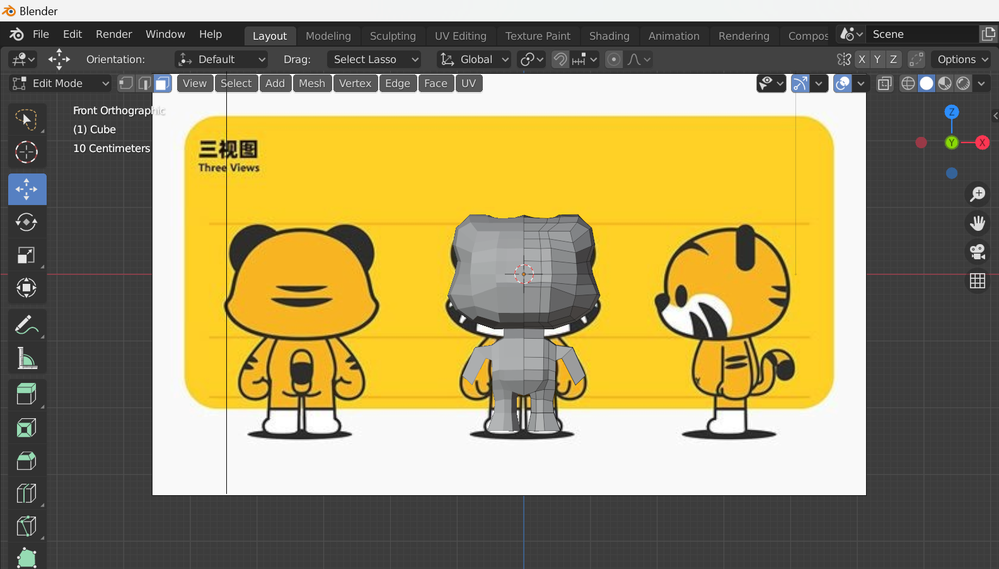 Blender
File Edit Render Window Help Layout Modeling Sculpting UV Editing Texture Paint Shading Animation Rendering Compos Scene
Orientation: Default Drag: Select Lasso Global X Y Z Options
Edit Mode View Select Add Mesh Vertex Edge Face UV
Front Orthographic
(1) Cube
10 Centimeters
Z
Y X
三视图
Three Views